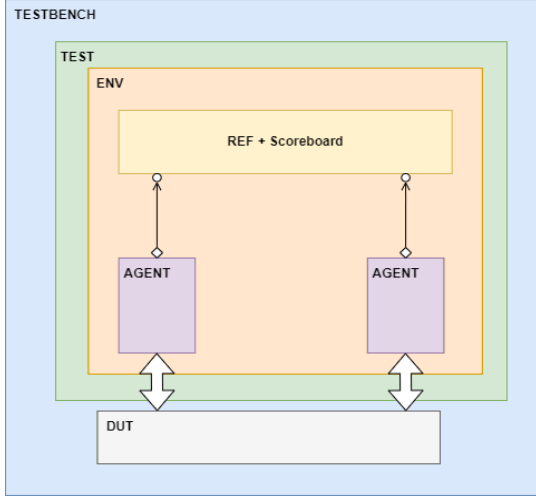 TESTBENCH
TEST
ENV
REF + Scoreboard
AGENT
AGENT
DUT